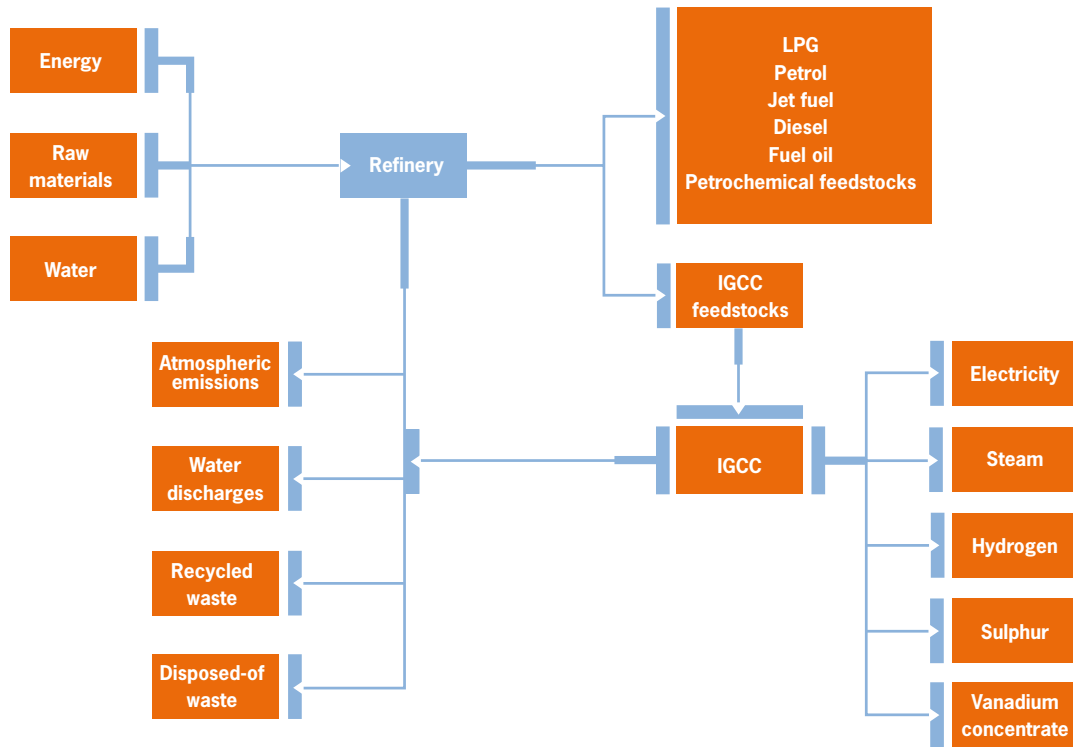 Energy
Raw
materials
Water
Refinery
LPG
Petrol
Jet fuel
Diesel
Fuel oil
Petrochemical feedstocks
IGCC
feedstocks
Atmospheric
emissions
Water
discharges
Recycled
waste
Disposed-of
waste
IGCC
Electricity
Steam
Hydrogen
Sulphur
Vanadium
concentrate